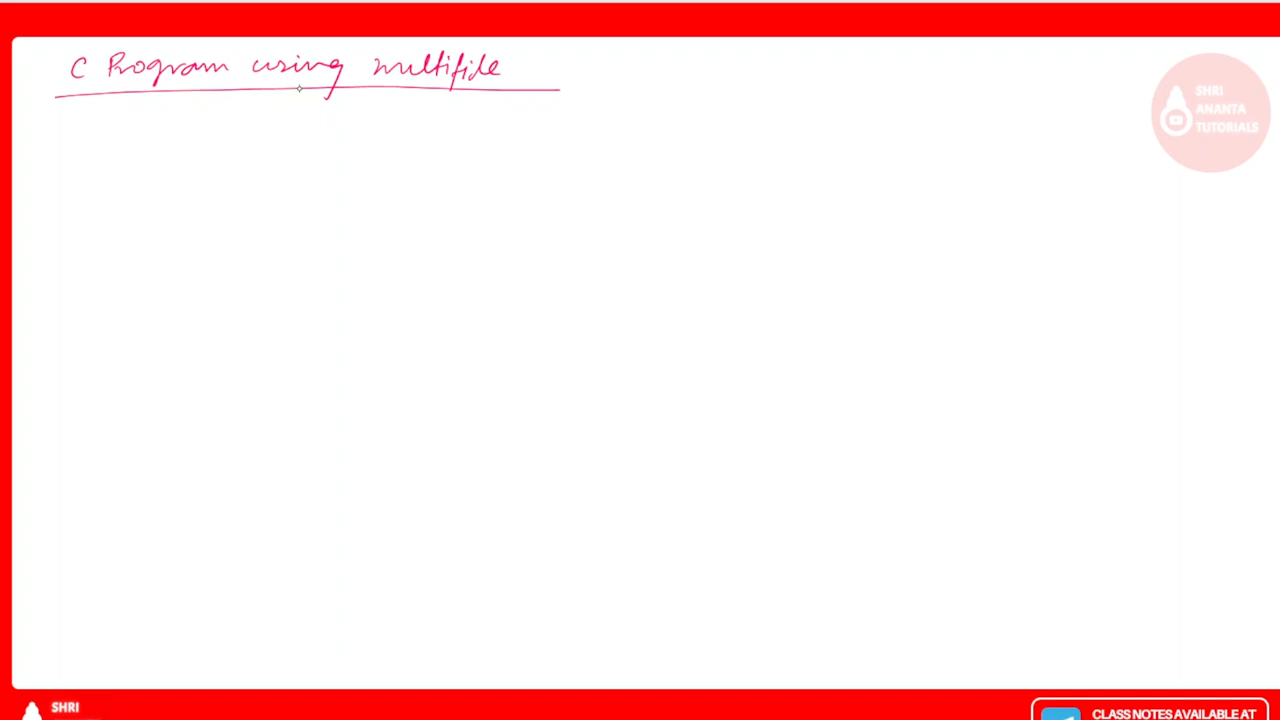 C Program using multifile
SHRI
ANANTA
TUTORIALS
SHRI
CLASS NOTES AVAILABLE AT